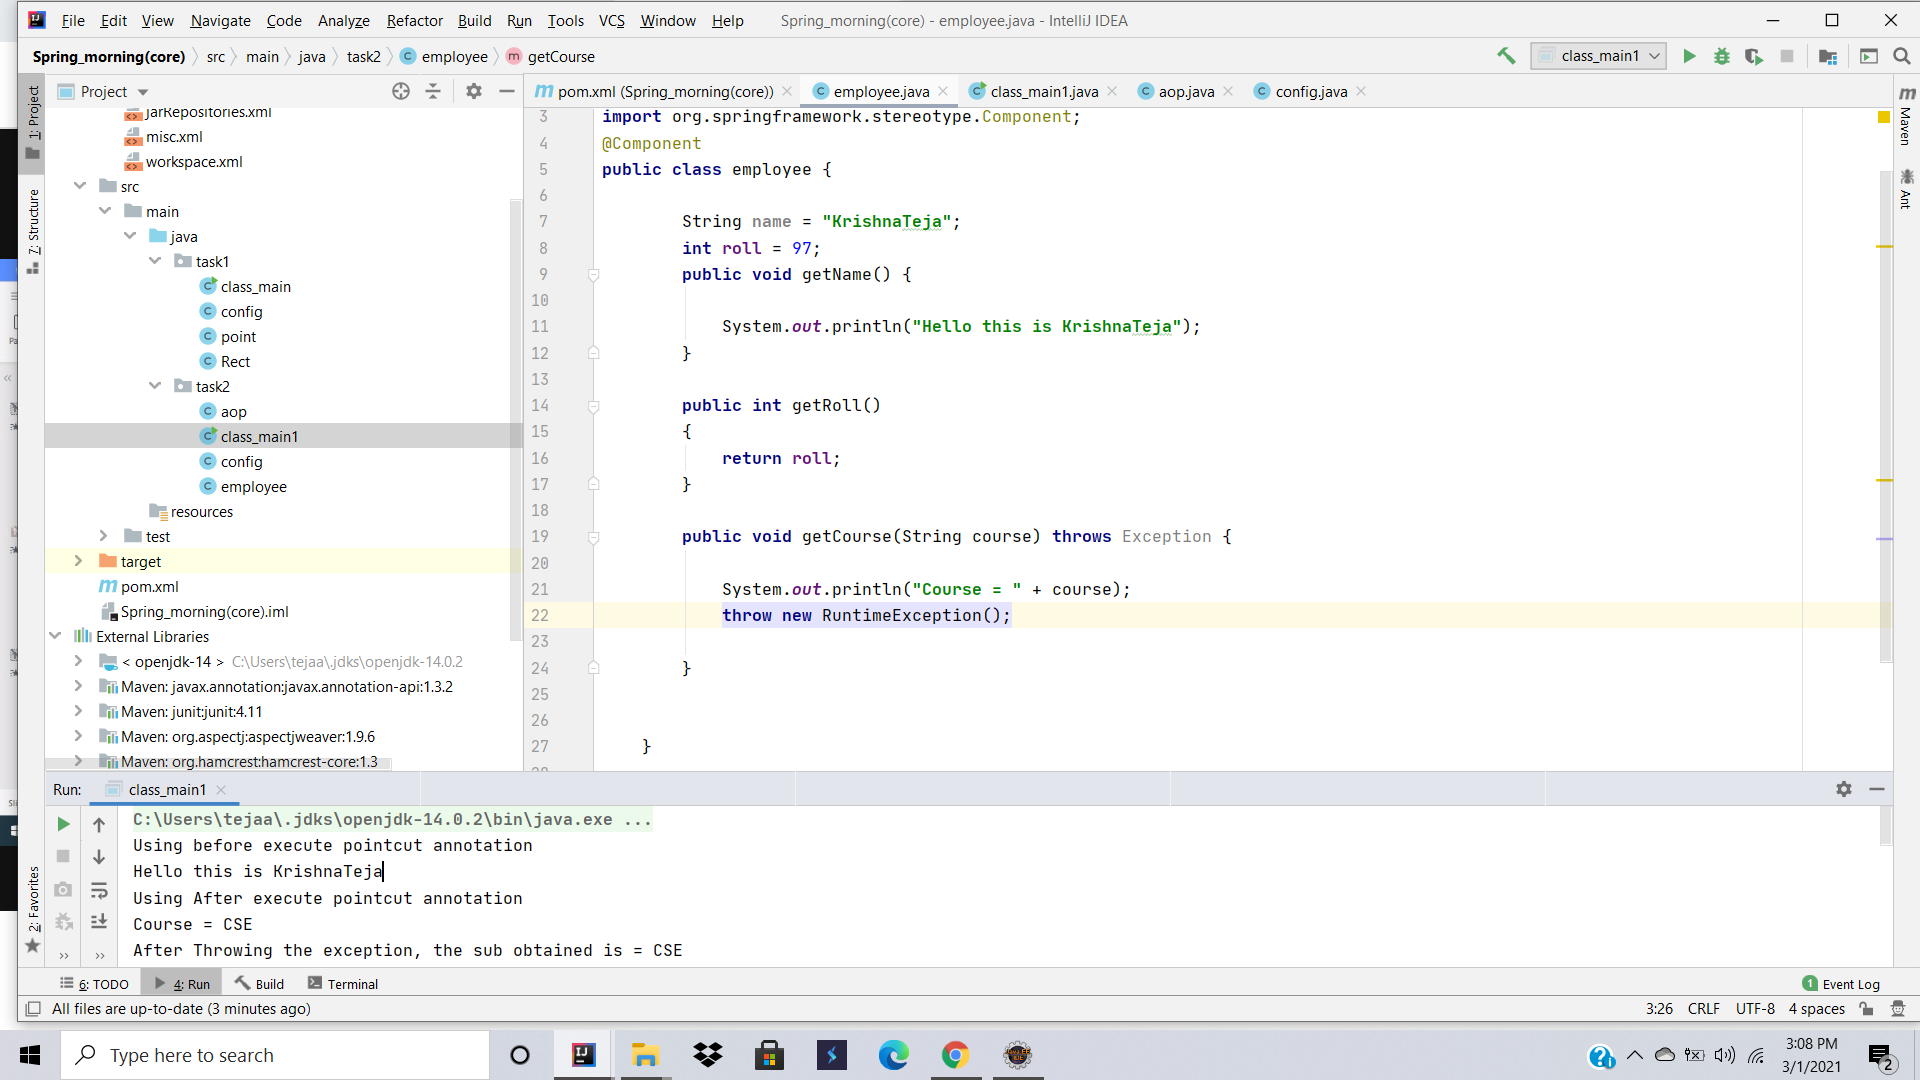 File Edit View Navigate Code Analyze Refactor Build Run Tools VCS Window Help Spring_morning(core) - employee.java - IntelliJ IDEA
Spring_morning(core) src main java task2 employee getCourse class_main1
Project
pom.xml (Spring_morning(core)) employee.java class_main1.java aop.java config.java
1: Project
7: Structure
2: Favorites
Maven
Ant
jarRepositories.xml
misc.xml
workspace.xml
src
main
java
task1
class_main
config
point
Rect
task2
aop
class_main1
config
employee
resources
test
target
pom.xml
Spring_morning(core).iml
External Libraries
< openjdk-14 > C:\Users\tejaa\.jdks\openjdk-14.0.2
Maven: javax.annotation:javax.annotation-api:1.3.2
Maven: junit:junit:4.11
Maven: org.aspectj:aspectjweaver:1.9.6
Maven: org.hamcrest:hamcrest-core:1.3
3 import org.springframework.stereotype.Component;
4 @Component
5 public class employee {
6
7 String name = "KrishnaTeja";
8 int roll = 97;
9 public void getName() {
10
11 System.out.println("Hello this is KrishnaTeja");
12 }
13
14 public int getRoll()
15 {
16 return roll;
17 }
18
19 public void getCourse(String course) throws Exception {
20
21 System.out.println("Course = " + course);
22 throw new RuntimeException();
23
24 }
25
26
27 }
Run: class_main1
C:\Users\tejaa\.jdks\openjdk-14.0.2\bin\java.exe ...
Using before execute pointcut annotation
Hello this is KrishnaTeja
Using After execute pointcut annotation
Course = CSE
After Throwing the exception, the sub obtained is = CSE
6: TODO 4: Run Build Terminal 1 Event Log
All files are up-to-date (3 minutes ago) 3:26 CRLF UTF-8 4 spaces
Type here to search
3:08 PM
3/1/2021
2